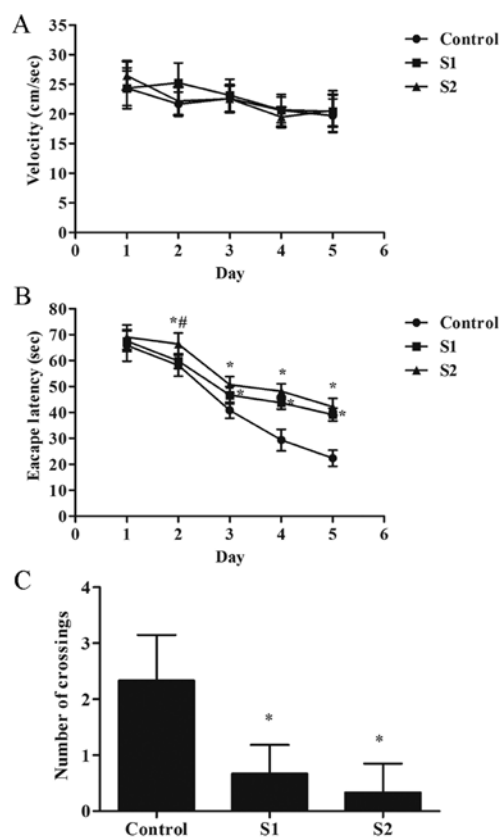 A
Velocity (cm/sec)
35
30
25
20
15
10
5
0
0 1 2 3 4 5 6
Day
Control
S1
S2
B
Eacape latency (sec)
80
70
60
50
40
30
20
10
0
*#
* * *
* * *
0 1 2 3 4 5 6
Day
Control
S1
S2
C
Number of crossings
4
3
2
1
0
* *
Control S1 S2